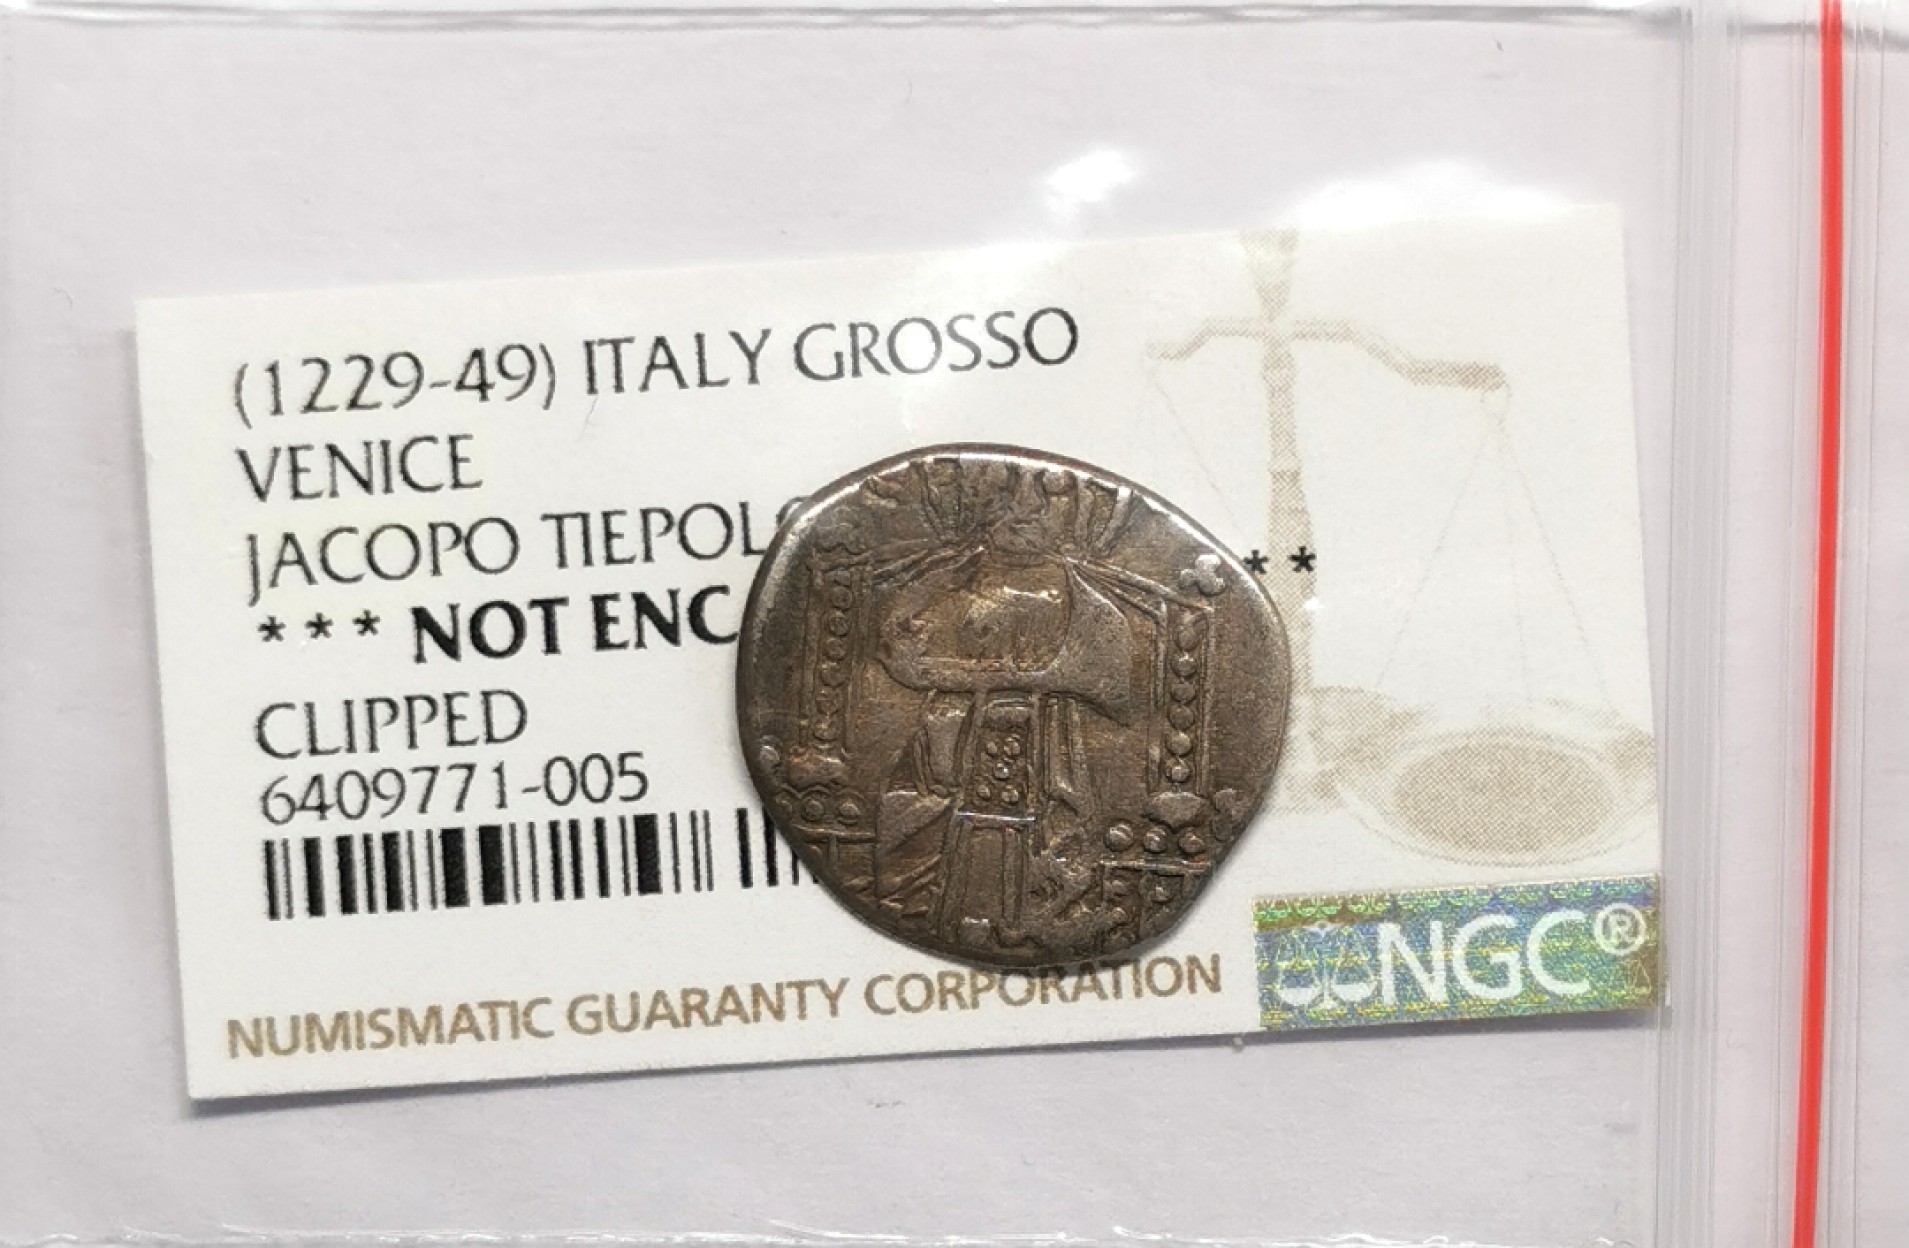 (1229-49) ITALY GROSSO
VENICE
JACOPO TIEPOL
* * * NOT ENC * *
CLIPPED
6409771-005
NUMISMATIC GUARANTY CORPORATION
NGC®